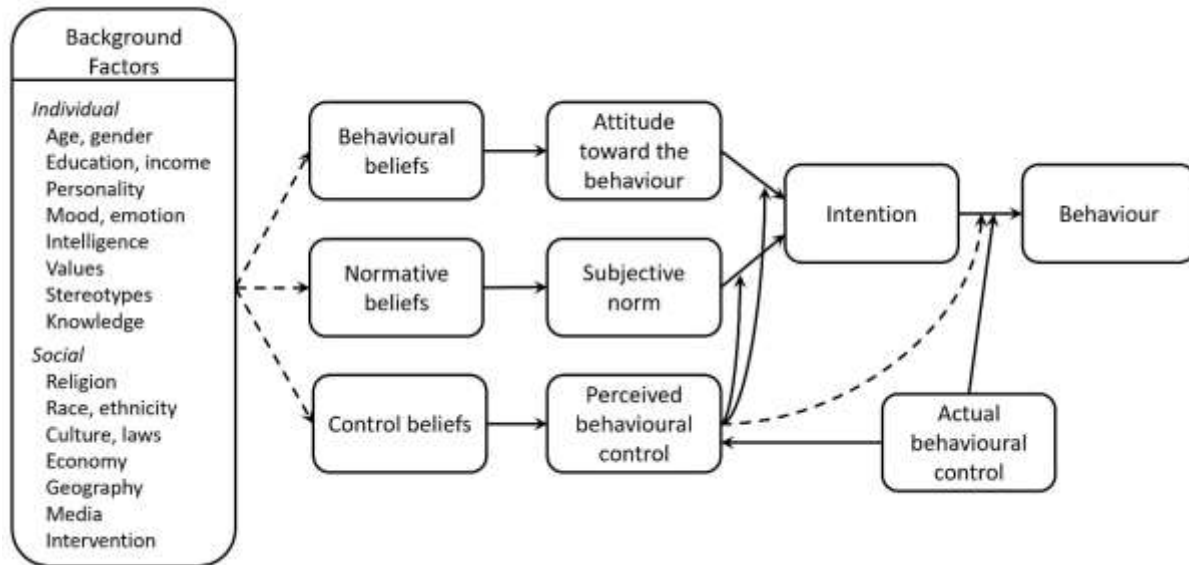 Background
Factors
Individual
Age, gender
Education, income
Personality
Mood, emotion
Intelligence
Values
Stereotypes
Knowledge
Social
Religion
Race, ethnicity
Culture, laws
Economy
Geography
Media
Intervention
Behavioural
beliefs
Normative
beliefs
Control beliefs
Attitude
toward the
behaviour
Subjective
norm
Perceived
behavioural
control
Intention
Behaviour
Actual
behavioural
control